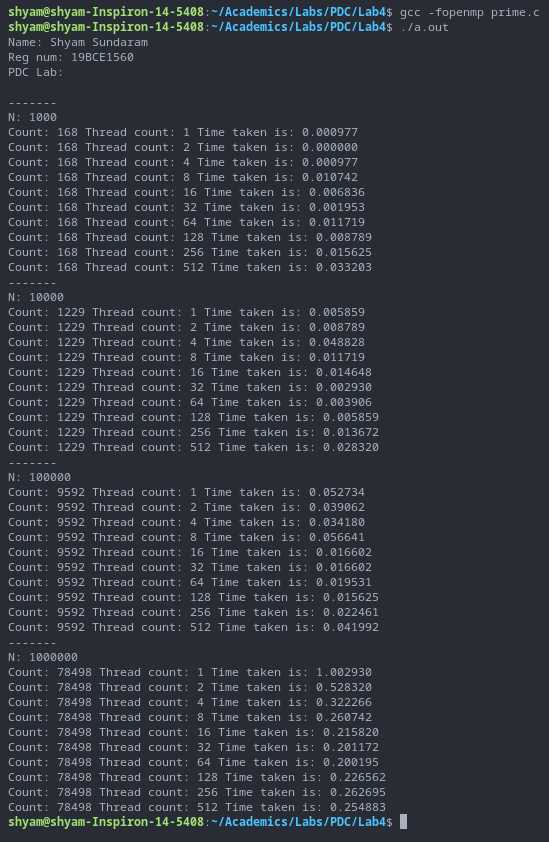 shyam@shyam-Inspiron-14-5408:~/Academics/Labs/PDC/Lab4$ gcc -fopenmp prime.c
shyam@shyam-Inspiron-14-5408:~/Academics/Labs/PDC/Lab4$ ./a.out
Name: Shyam Sundaram
Reg num: 19BCE1560
PDC Lab:

-------
N: 1000
Count: 168 Thread count: 1 Time taken is: 0.000977
Count: 168 Thread count: 2 Time taken is: 0.000000
Count: 168 Thread count: 4 Time taken is: 0.000977
Count: 168 Thread count: 8 Time taken is: 0.010742
Count: 168 Thread count: 16 Time taken is: 0.006836
Count: 168 Thread count: 32 Time taken is: 0.001953
Count: 168 Thread count: 64 Time taken is: 0.011719
Count: 168 Thread count: 128 Time taken is: 0.008789
Count: 168 Thread count: 256 Time taken is: 0.015625
Count: 168 Thread count: 512 Time taken is: 0.033203
-------
N: 10000
Count: 1229 Thread count: 1 Time taken is: 0.005859
Count: 1229 Thread count: 2 Time taken is: 0.008789
Count: 1229 Thread count: 4 Time taken is: 0.048828
Count: 1229 Thread count: 8 Time taken is: 0.011719
Count: 1229 Thread count: 16 Time taken is: 0.014648
Count: 1229 Thread count: 32 Time taken is: 0.002930
Count: 1229 Thread count: 64 Time taken is: 0.003906
Count: 1229 Thread count: 128 Time taken is: 0.005859
Count: 1229 Thread count: 256 Time taken is: 0.013672
Count: 1229 Thread count: 512 Time taken is: 0.028320
-------
N: 100000
Count: 9592 Thread count: 1 Time taken is: 0.052734
Count: 9592 Thread count: 2 Time taken is: 0.039062
Count: 9592 Thread count: 4 Time taken is: 0.034180
Count: 9592 Thread count: 8 Time taken is: 0.056641
Count: 9592 Thread count: 16 Time taken is: 0.016602
Count: 9592 Thread count: 32 Time taken is: 0.016602
Count: 9592 Thread count: 64 Time taken is: 0.019531
Count: 9592 Thread count: 128 Time taken is: 0.015625
Count: 9592 Thread count: 256 Time taken is: 0.022461
Count: 9592 Thread count: 512 Time taken is: 0.041992
-------
N: 1000000
Count: 78498 Thread count: 1 Time taken is: 1.002930
Count: 78498 Thread count: 2 Time taken is: 0.528320
Count: 78498 Thread count: 4 Time taken is: 0.322266
Count: 78498 Thread count: 8 Time taken is: 0.260742
Count: 78498 Thread count: 16 Time taken is: 0.215820
Count: 78498 Thread count: 32 Time taken is: 0.201172
Count: 78498 Thread count: 64 Time taken is: 0.200195
Count: 78498 Thread count: 128 Time taken is: 0.226562
Count: 78498 Thread count: 256 Time taken is: 0.262695
Count: 78498 Thread count: 512 Time taken is: 0.254883
shyam@shyam-Inspiron-14-5408:~/Academics/Labs/PDC/Lab4$